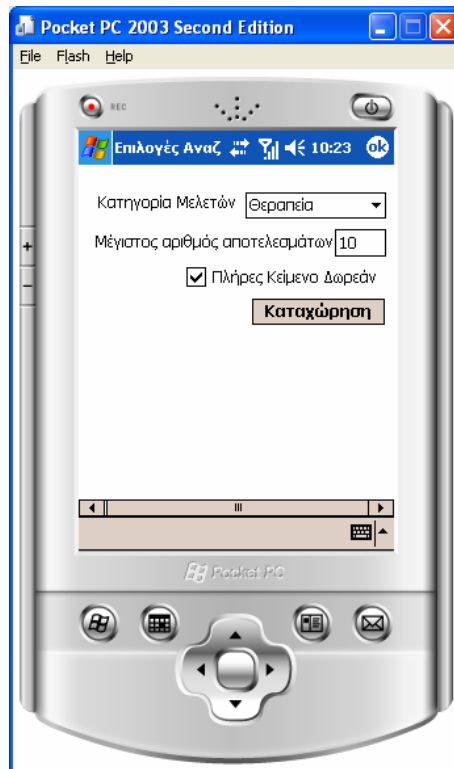 Pocket PC 2003 Second Edition
File Flash Help
REC
Επιλογές Αναζ 10:23 ok
Κατηγορία Μελετών Θεραπεία
Μέγιστος αριθμός αποτελεσμάτων 10
Πλήρες Κείμενο Δωρεάν
Καταχώρηση
Pocket PC